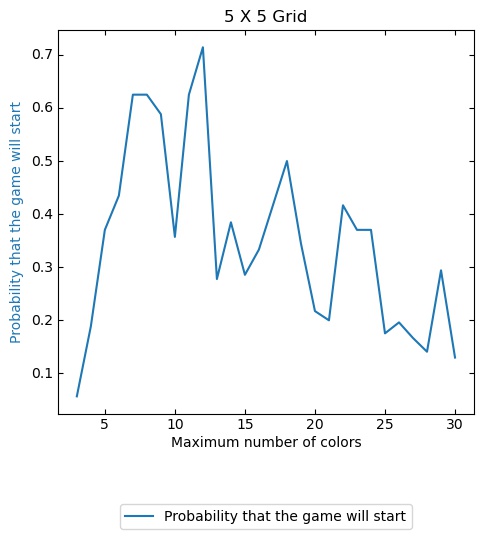 5 X 5 Grid
Probability that the game will start
0.7
0.6
0.5
0.4
0.3
0.2
0.1
5 10 15 20 25 30
Maximum number of colors
Probability that the game will start